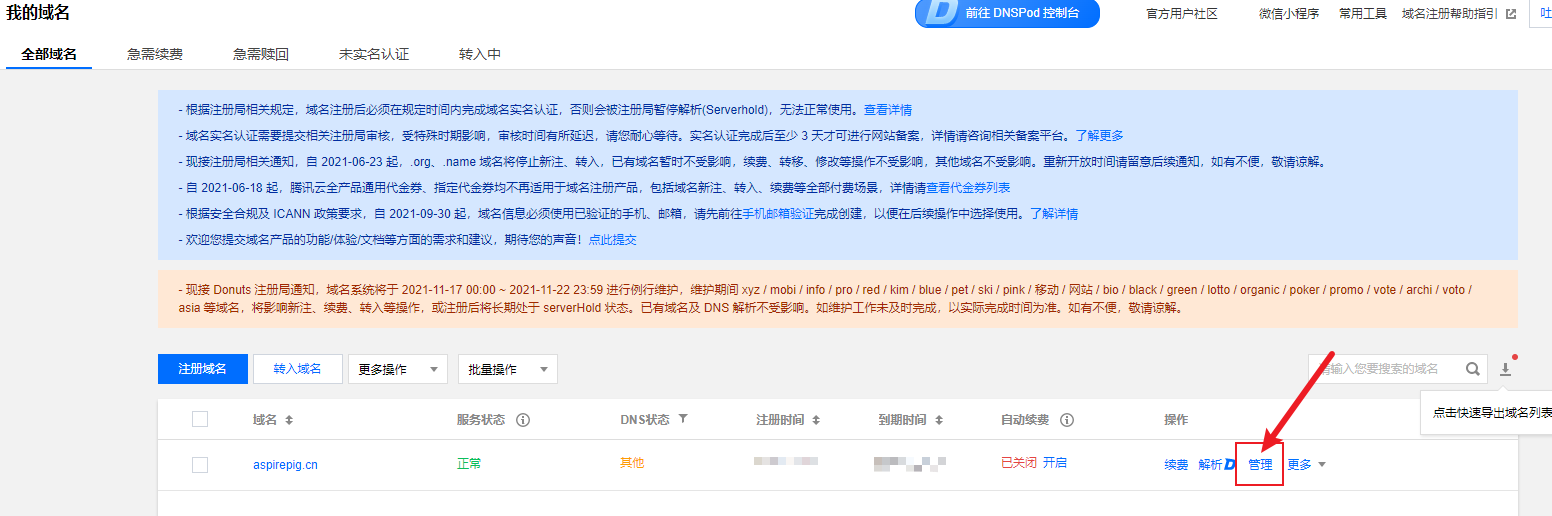 我的域名
前往 DNSPod 控制台
官方用户社区
微信小程序
常用工具
域名注册帮助指引
吐
全部域名
急需续费
急需赎回
未实名认证
转入中
- 根据注册局相关规定，域名注册后必须在规定时间内完成域名实名认证，否则会被注册局暂停解析(Serverhold)，无法正常使用。查看详情
- 域名实名认证需要提交相关注册局审核，受特殊时期影响，审核时间有所延迟，请您耐心等待。实名认证完成后至少 3 天才可进行网站备案，详情请咨询相关备案平台。了解更多
- 现接注册局相关通知，自 2021-06-23 起，.org、.name 域名将停止新注、转入，已有域名暂时不受影响，续费、转移、修改等操作不受影响，其他域名不受影响。重新开放时间请留意后续通知，如有不便，敬请谅解。
- 自 2021-06-18 起，腾讯云全产品通用代金券、指定代金券均不再适用于域名注册产品，包括域名新注、转入、续费等全部付费场景，详情请查看代金券列表
- 根据安全合规及 ICANN 政策要求，自 2021-09-30 起，域名信息必须使用已验证的手机、邮箱，请先前往手机邮箱验证完成创建，以便在后续操作中选择使用。了解详情
- 欢迎您提交域名产品的功能/体验/文档等方面的需求和建议，期待您的声音！点此提交
- 现接 Donuts 注册局通知，域名系统将于 2021-11-17 00:00 ~ 2021-11-22 23:59 进行例行维护，维护期间 xyz / mobi / info / pro / red / kim / blue / pet / ski / pink / 移动 / 网站 / bio / black / green / lotto / organic / poker / promo / vote / archi / voto /
asia 等域名，将影响新注、续费、转入等操作，或注册后将长期处于 serverHold 状态。已有域名及 DNS 解析不受影响。如维护工作未及时完成，以实际完成时间为准。如有不便，敬请谅解。
注册域名
转入域名
更多操作
批量操作
输入您要搜索的域名
点击快速导出域名列表
域名
服务状态
DNS状态
注册时间
到期时间
自动续费
操作
aspirepig.cn
正常
其他
已关闭 开启
续费
解析D
管理
更多